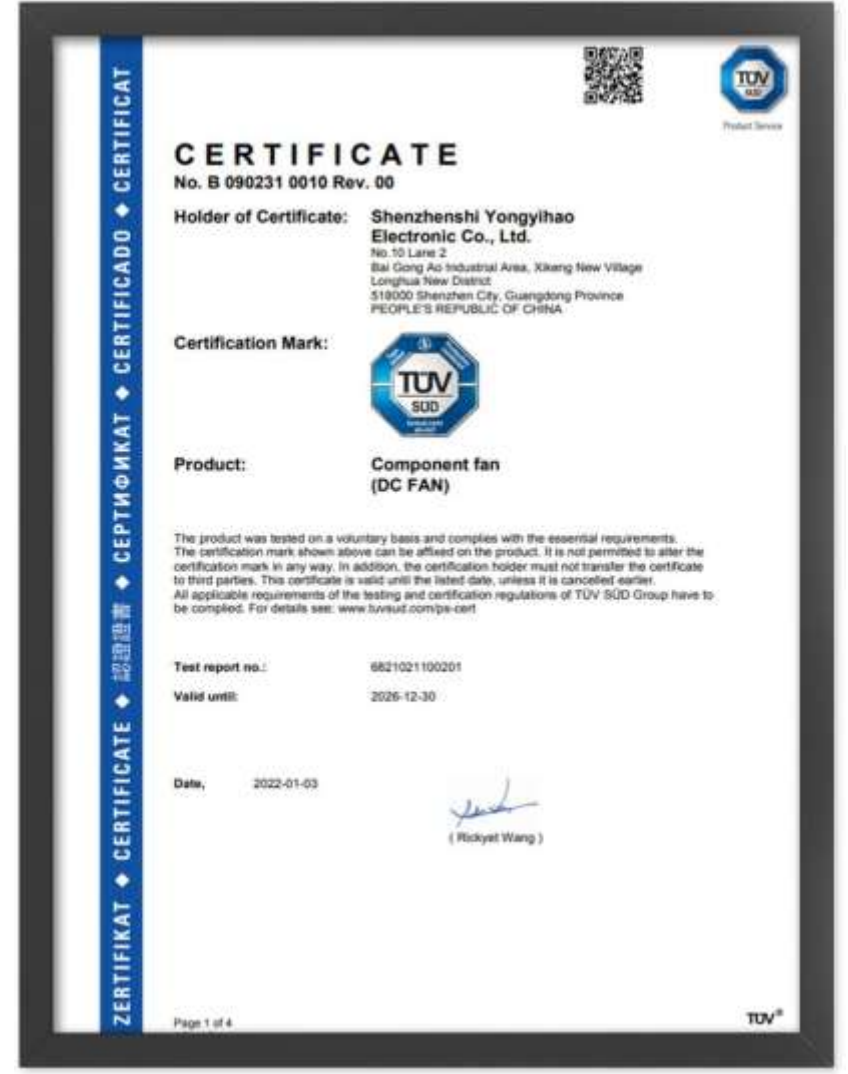 TÜV
SÜD
Product Service
CERTIFICATE
No. B 090231 0010 Rev. 00
Holder of Certificate:
Shenzhenshi Yongyihao
Electronic Co., Ltd.
No.10 Lane 2
Bai Gong Ao Industrial Area, Xikeng New Village
Longhua New District
518000 Shenzhen City, Guangdong Province
PEOPLE'S REPUBLIC OF CHINA
Certification Mark:
TÜV
SÜD
Product:
Component fan
(DC FAN)
The product was tested on a voluntary basis and complies with the essential requirements.
The certification mark shown above can be affixed on the product. It is not permitted to alter the
certification mark in any way. In addition, the certification holder must not transfer the certificate
to third parties. This certificate is valid until the listed date, unless it is cancelled earlier.
All applicable requirements of the testing and certification regulations of TÜV SÜD Group have to
be complied. For details see: www.tuvsud.com/ps-cert
Test report no.: 6821021100201
Valid until: 2026-12-30
Date, 2022-01-03
( Rickyet Wang )
Page 1 of 4
TÜV®
ZERTIFIKAT ◆ CERTIFICATE ◆ 認證證書 ◆ СЕРТИФИКАТ ◆ CERTIFICADO ◆ CERTIFICAT